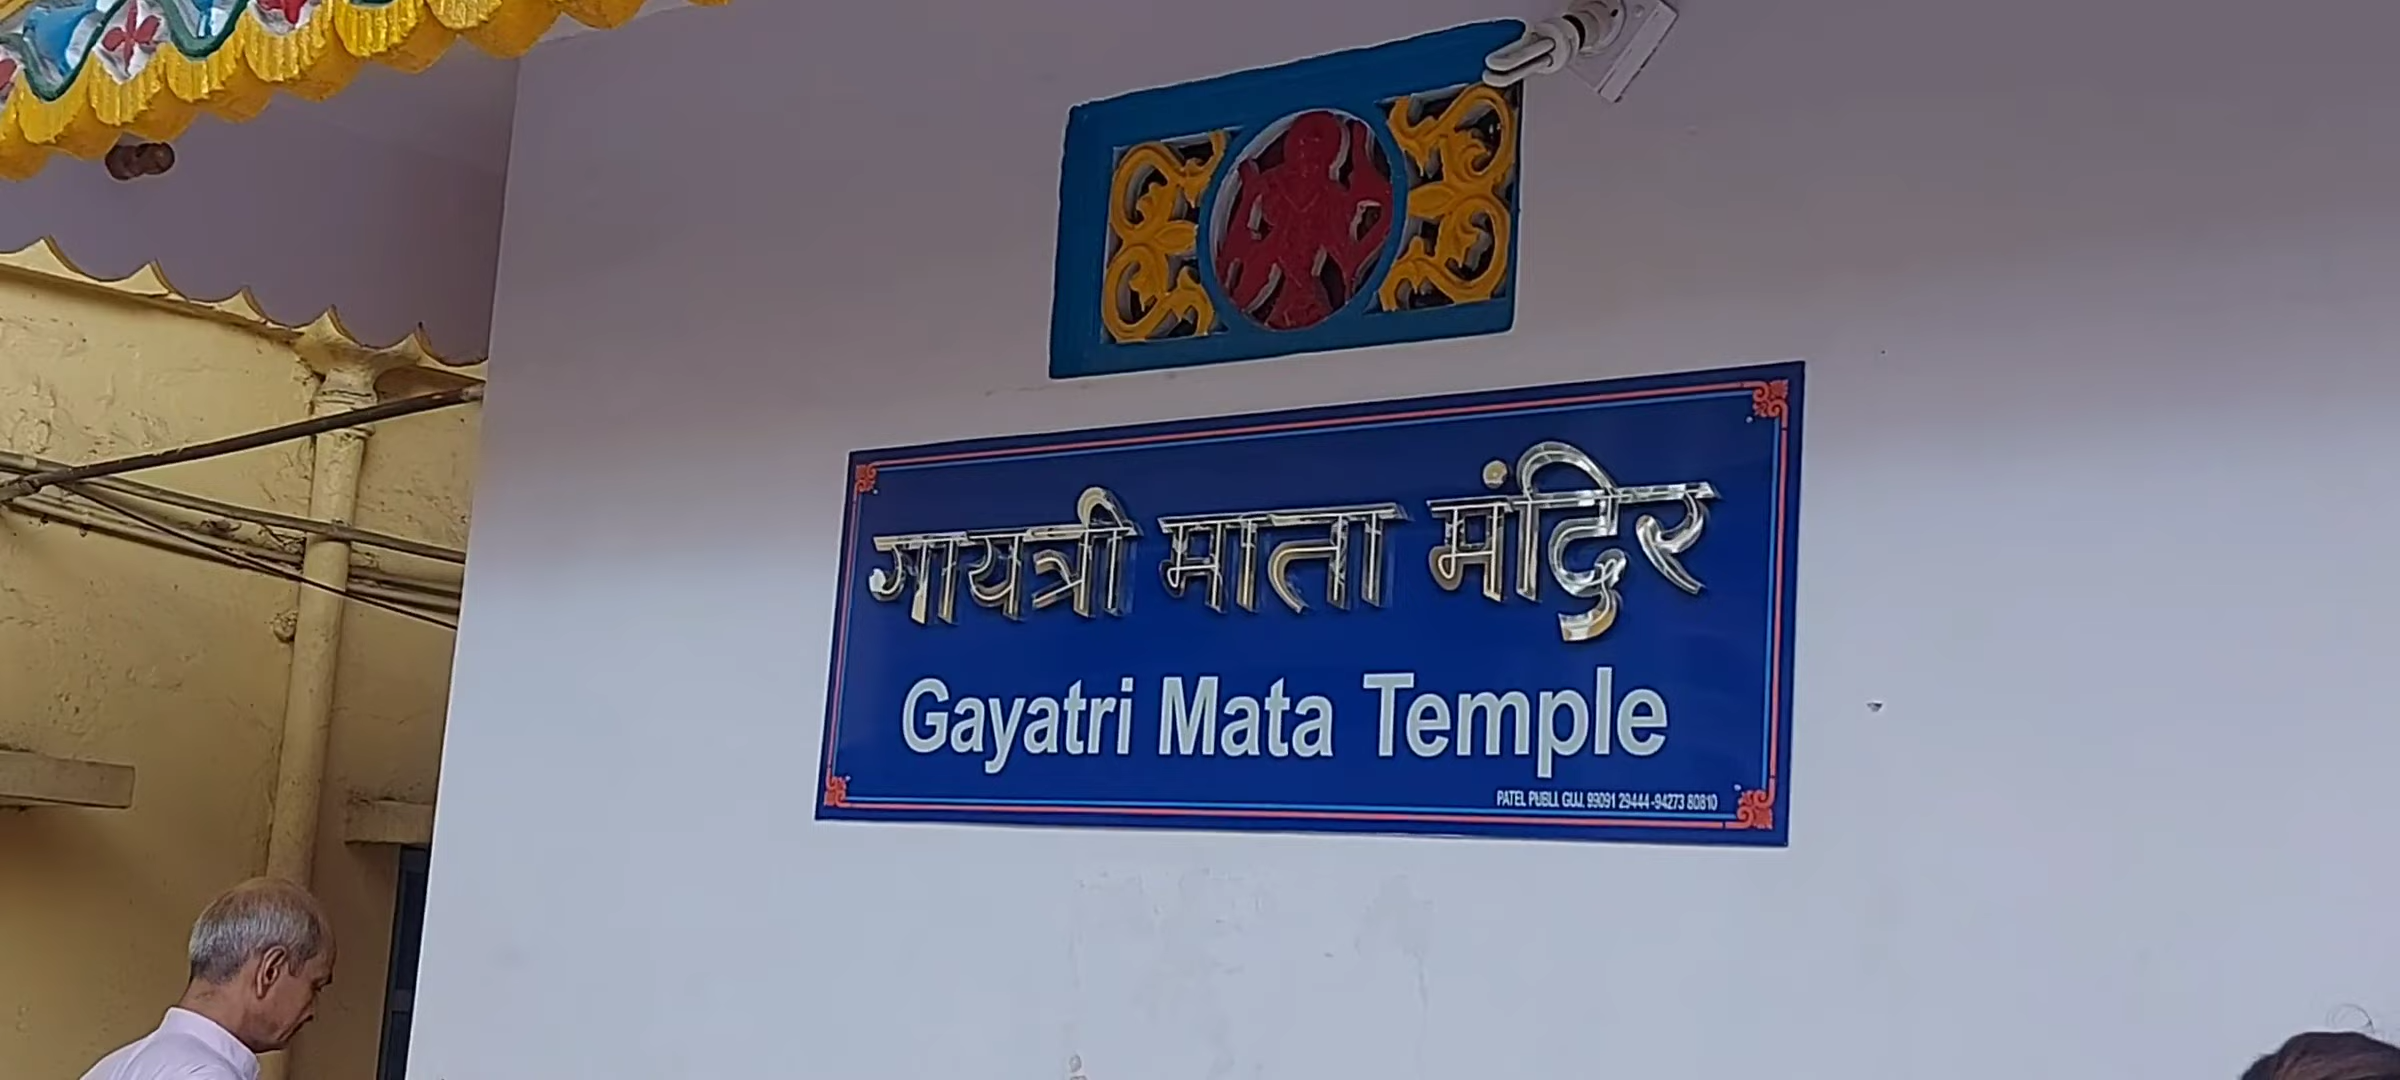 गायत्री माता मंदिर
Gayatri Mata Temple
PATEL PUBLI. GUJ. 99091 29444 -94273 80810